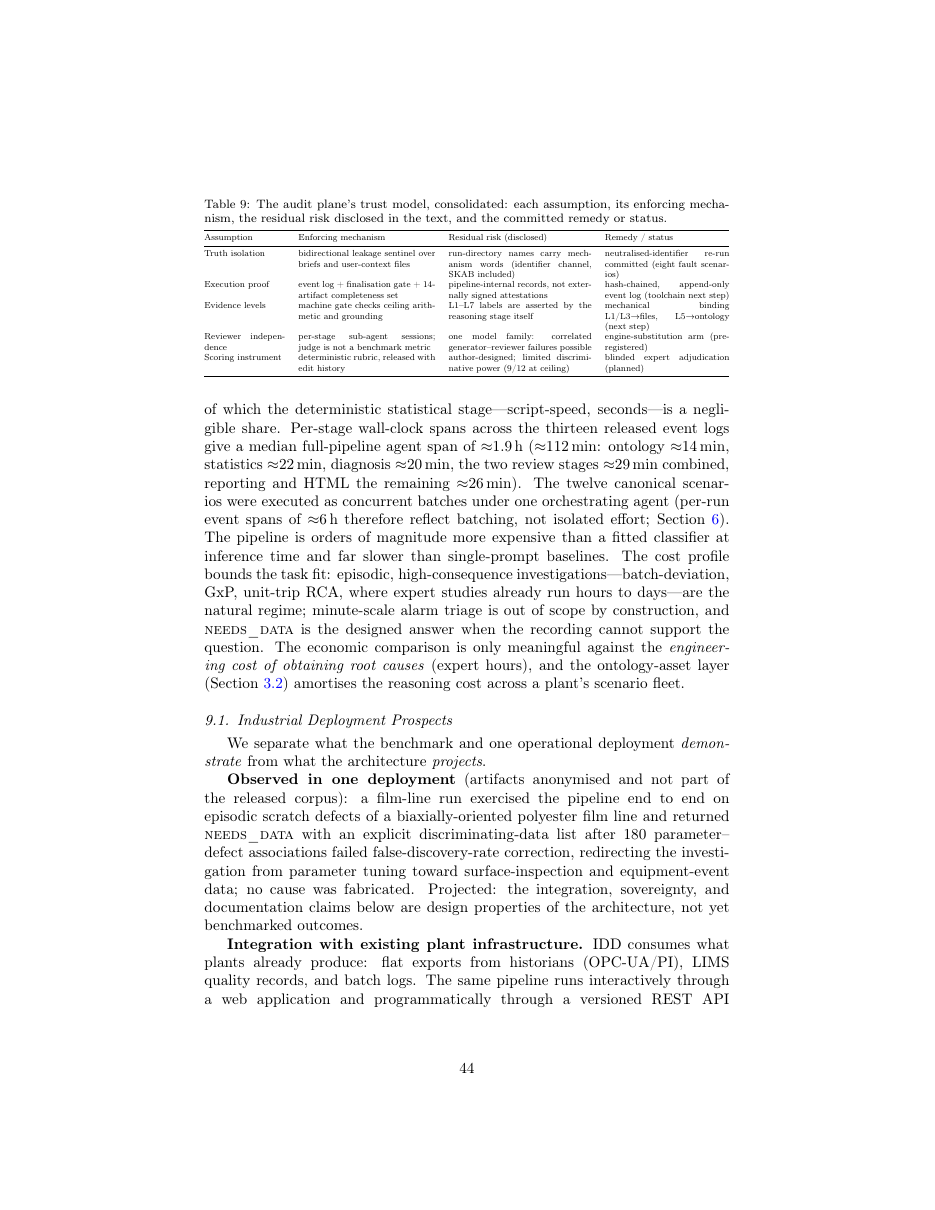 Table 9: The audit plane's trust model, consolidated: each assumption, its enforcing mecha-
nism, the residual risk disclosed in the text, and the committed remedy or status.
Assumption Enforcing mechanism Residual risk (disclosed) Remedy / status
Truth isolation bidirectional leakage sentinel over run-directory names carry mech- neutralised-identifier re-run
briefs and user-context files anism words (identifier channel, committed (eight fault scenar-
SKAB included) ios)
Execution proof event log + finalisation gate + 14- pipeline-internal records, not exter- hash-chained, append-only
artifact completeness set nally signed attestations event log (toolchain next step)
Evidence levels machine gate checks ceiling arith- L1–L7 labels are asserted by the mechanical binding
metic and grounding reasoning stage itself L1/L3→files, L5→ontology
(next step)
Reviewer indepen- per-stage sub-agent sessions; one model family: correlated engine-substitution arm (pre-
dence judge is not a benchmark metric generator–reviewer failures possible registered)
Scoring instrument deterministic rubric, released with author-designed; limited discrimi- blinded expert adjudication
edit history native power (9/12 at ceiling) (planned)
of which the deterministic statistical stage—script-speed, seconds—is a negli-
gible share. Per-stage wall-clock spans across the thirteen released event logs
give a median full-pipeline agent span of ≈1.9 h (≈112 min: ontology ≈14 min,
statistics ≈22 min, diagnosis ≈20 min, the two review stages ≈29 min combined,
reporting and HTML the remaining ≈26 min). The twelve canonical scenar-
ios were executed as concurrent batches under one orchestrating agent (per-run
event spans of ≈6 h therefore reflect batching, not isolated effort; Section 6).
The pipeline is orders of magnitude more expensive than a fitted classifier at
inference time and far slower than single-prompt baselines. The cost profile
bounds the task fit: episodic, high-consequence investigations—batch-deviation,
GxP, unit-trip RCA, where expert studies already run hours to days—are the
natural regime; minute-scale alarm triage is out of scope by construction, and
NEEDS_DATA is the designed answer when the recording cannot support the
question. The economic comparison is only meaningful against the engineer-
ing cost of obtaining root causes (expert hours), and the ontology-asset layer
(Section 3.2) amortises the reasoning cost across a plant's scenario fleet.
9.1. Industrial Deployment Prospects
We separate what the benchmark and one operational deployment demon-
strate from what the architecture projects.
Observed in one deployment (artifacts anonymised and not part of
the released corpus): a film-line run exercised the pipeline end to end on
episodic scratch defects of a biaxially-oriented polyester film line and returned
NEEDS_DATA with an explicit discriminating-data list after 180 parameter–
defect associations failed false-discovery-rate correction, redirecting the investi-
gation from parameter tuning toward surface-inspection and equipment-event
data; no cause was fabricated. Projected: the integration, sovereignty, and
documentation claims below are design properties of the architecture, not yet
benchmarked outcomes.
Integration with existing plant infrastructure. IDD consumes what
plants already produce: flat exports from historians (OPC-UA/PI), LIMS
quality records, and batch logs. The same pipeline runs interactively through
a web application and programmatically through a versioned REST API
44